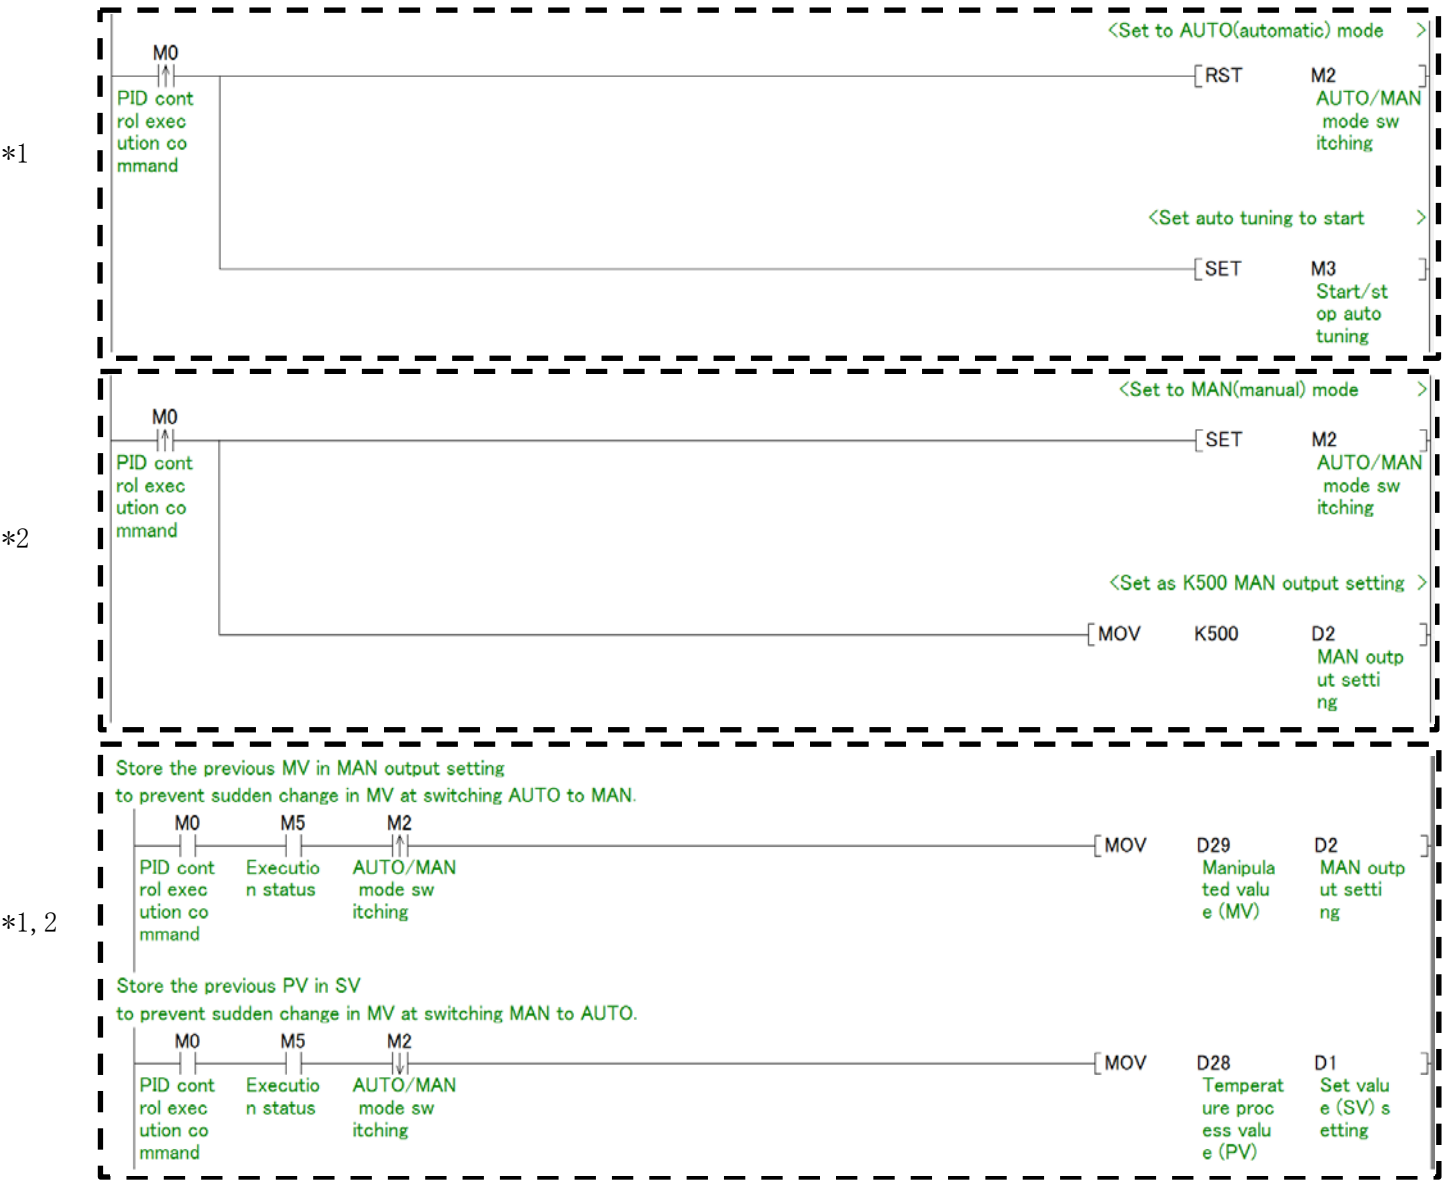 <Set to AUTO(automatic) mode >
M0
RST M2
PID cont
rol exec
ution co
mmand
AUTO/MAN
mode sw
itching
*1
<Set auto tuning to start >
SET M3
Start/st
op auto
tuning
<Set to MAN(manual) mode >
M0
SET M2
PID cont
rol exec
ution co
mmand
AUTO/MAN
mode sw
itching
*2
<Set as K500 MAN output setting >
MOV K500 D2
MAN outp
ut setti
ng
Store the previous MV in MAN output setting
to prevent sudden change in MV at switching AUTO to MAN.
M0 M5 M2
MOV D29 D2
PID cont
rol exec
ution co
mmand
Executio
n status
AUTO/MAN
mode sw
itching
Manipula
ted valu
e (MV)
MAN outp
ut setti
ng
*1,2
Store the previous PV in SV
to prevent sudden change in MV at switching MAN to AUTO.
M0 M5 M2
MOV D28 D1
PID cont
rol exec
ution co
mmand
Executio
n status
AUTO/MAN
mode sw
itching
Temperat
ure proc
ess valu
e (PV)
Set valu
e (SV) s
etting